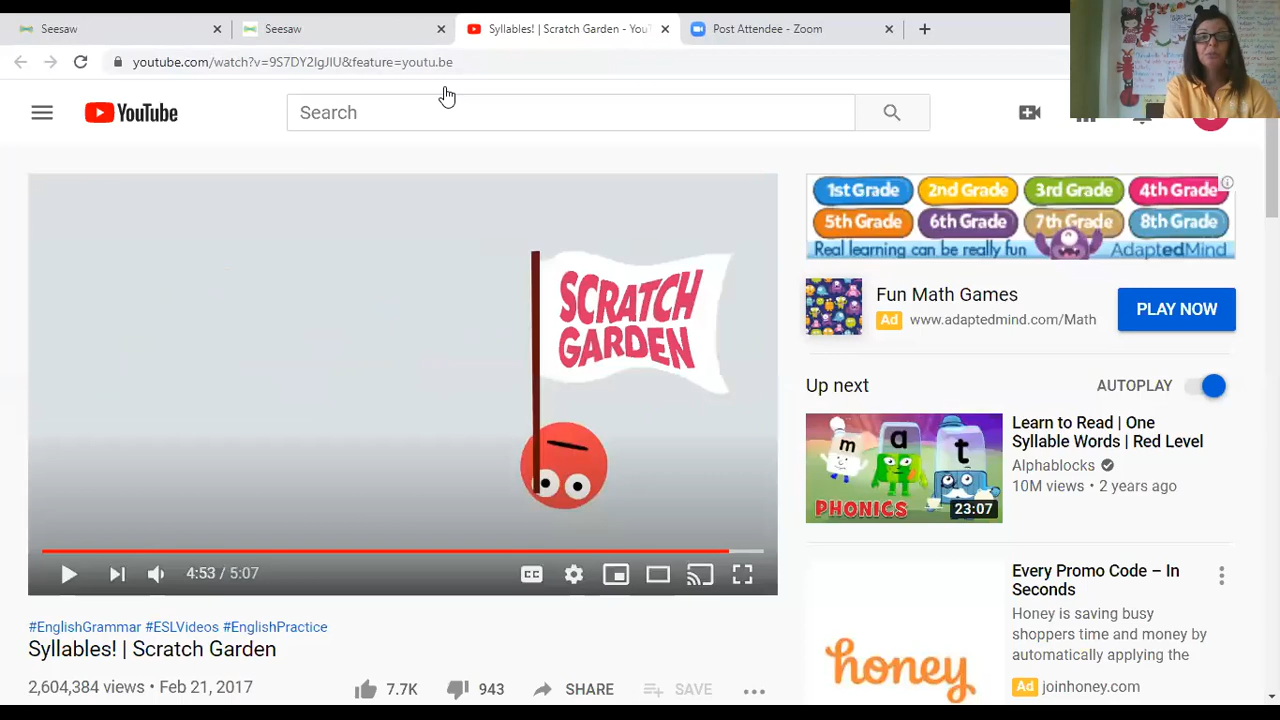 Seesaw
Seesaw
Syllables! | Scratch Garden - YouT
Post Attendee - Zoom
youtube.com/watch?v=9S7DY2IgJIU&feature=youtu.be
YouTube
Search
SCRATCH
GARDEN
4:53 / 5:07
CC
#EnglishGrammar #ESLVideos #EnglishPractice
Syllables! | Scratch Garden
2,604,384 views • Feb 21, 2017
7.7K
943
SHARE
SAVE
1st Grade 2nd Grade 3rd Grade 4th Grade
5th Grade 6th Grade 7th Grade 8th Grade
Real learning can be really fun
AdaptedMind
Fun Math Games
Ad www.adaptedmind.com/Math
PLAY NOW
Up next
AUTOPLAY
m a t
PHONICS
23:07
Learn to Read | One
Syllable Words | Red Level
Alphablocks
10M views • 2 years ago
honey
Every Promo Code – In
Seconds
Honey is saving busy
shoppers time and money by
automatically applying the
Ad joinhoney.com